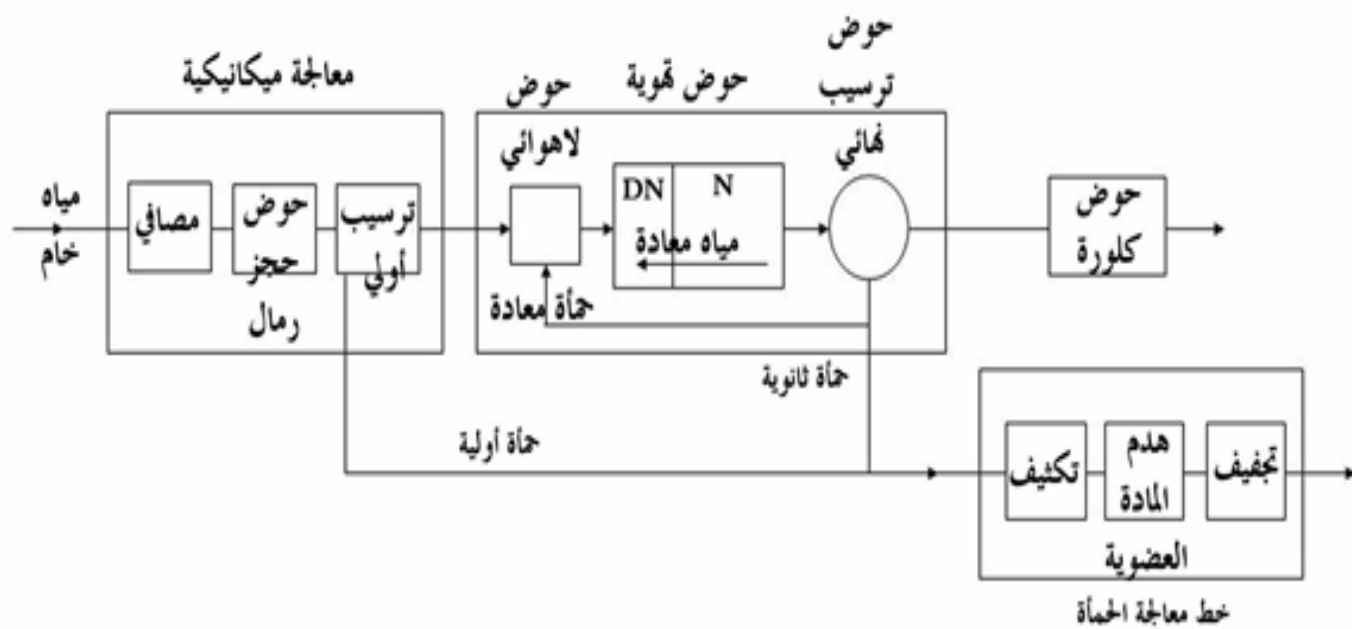 معالجة ميكانيكية
مياه
خام
مصافي
حوض
حجز
رمال
ترسيب
أولي
حوض
لاهوائي
حوض تهوية
DN
N
مياه معادة
حوض
ترسيب
نهائي
حمأة معادة
حوض
كلورة
حمأة ثانوية
حمأة أولية
تكثيف
هدم
المادة
العضوية
تجفيف
خط معالجة الحمأة